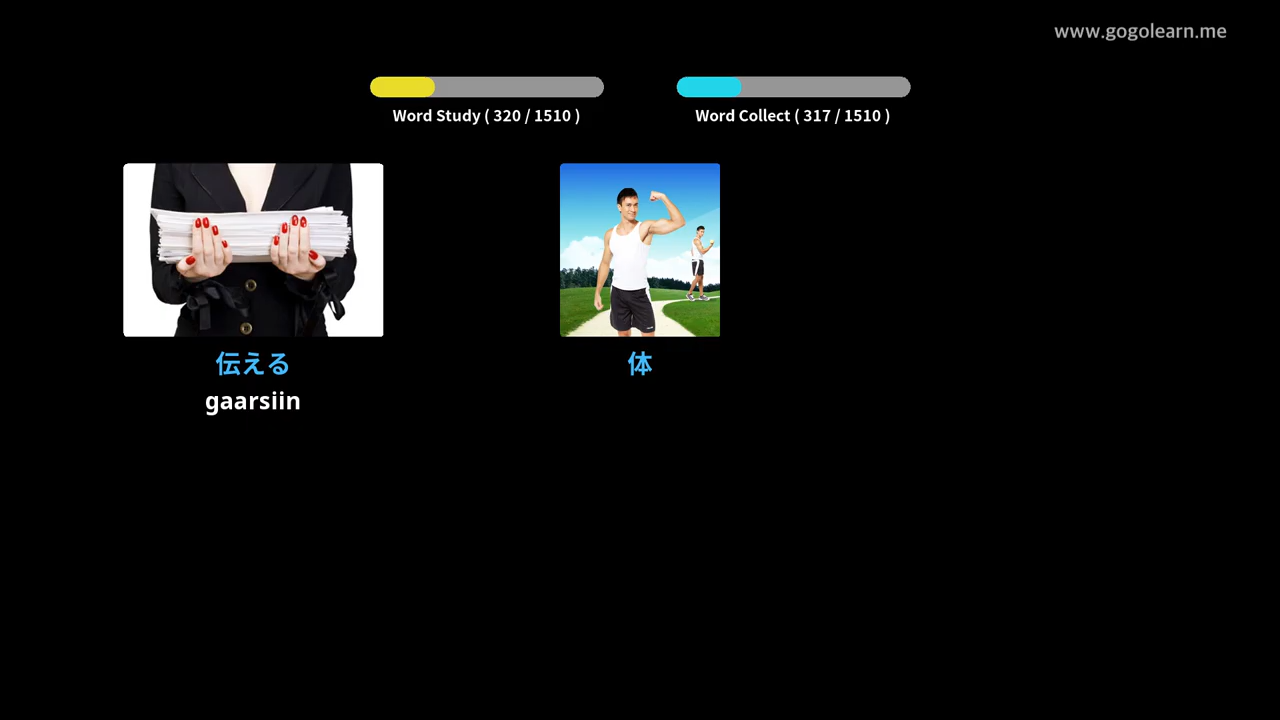 www.gogolearn.me
Word Study ( 320 / 1510 )
Word Collect ( 317 / 1510 )
伝える
gaarsiin
体